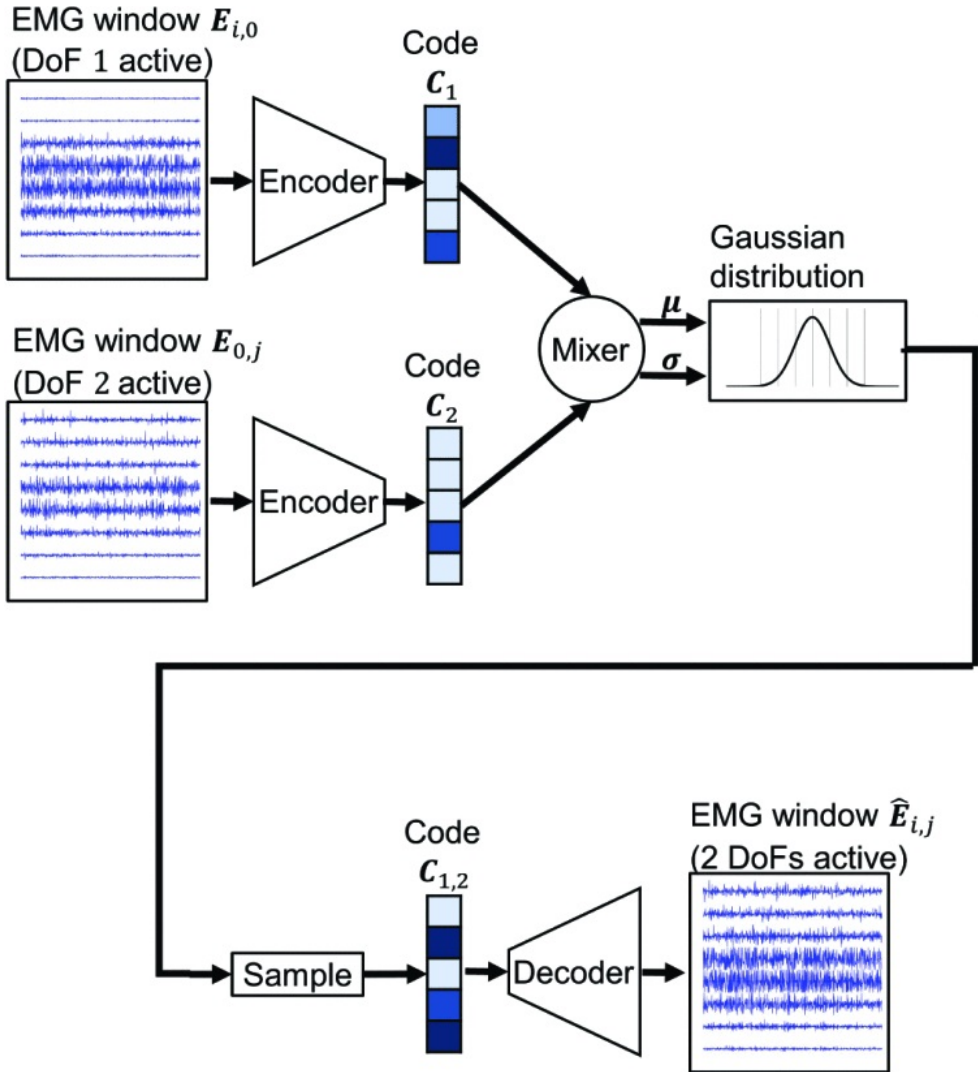 EMG window E_{i,0}
(DoF 1 active)
Code
C_1
Encoder
Gaussian
distribution
μ
Mixer
σ
EMG window E_{0,j}
(DoF 2 active)
Code
C_2
Encoder
EMG window Ê_{i,j}
(2 DoFs active)
Code
C_{1,2}
Sample
Decoder